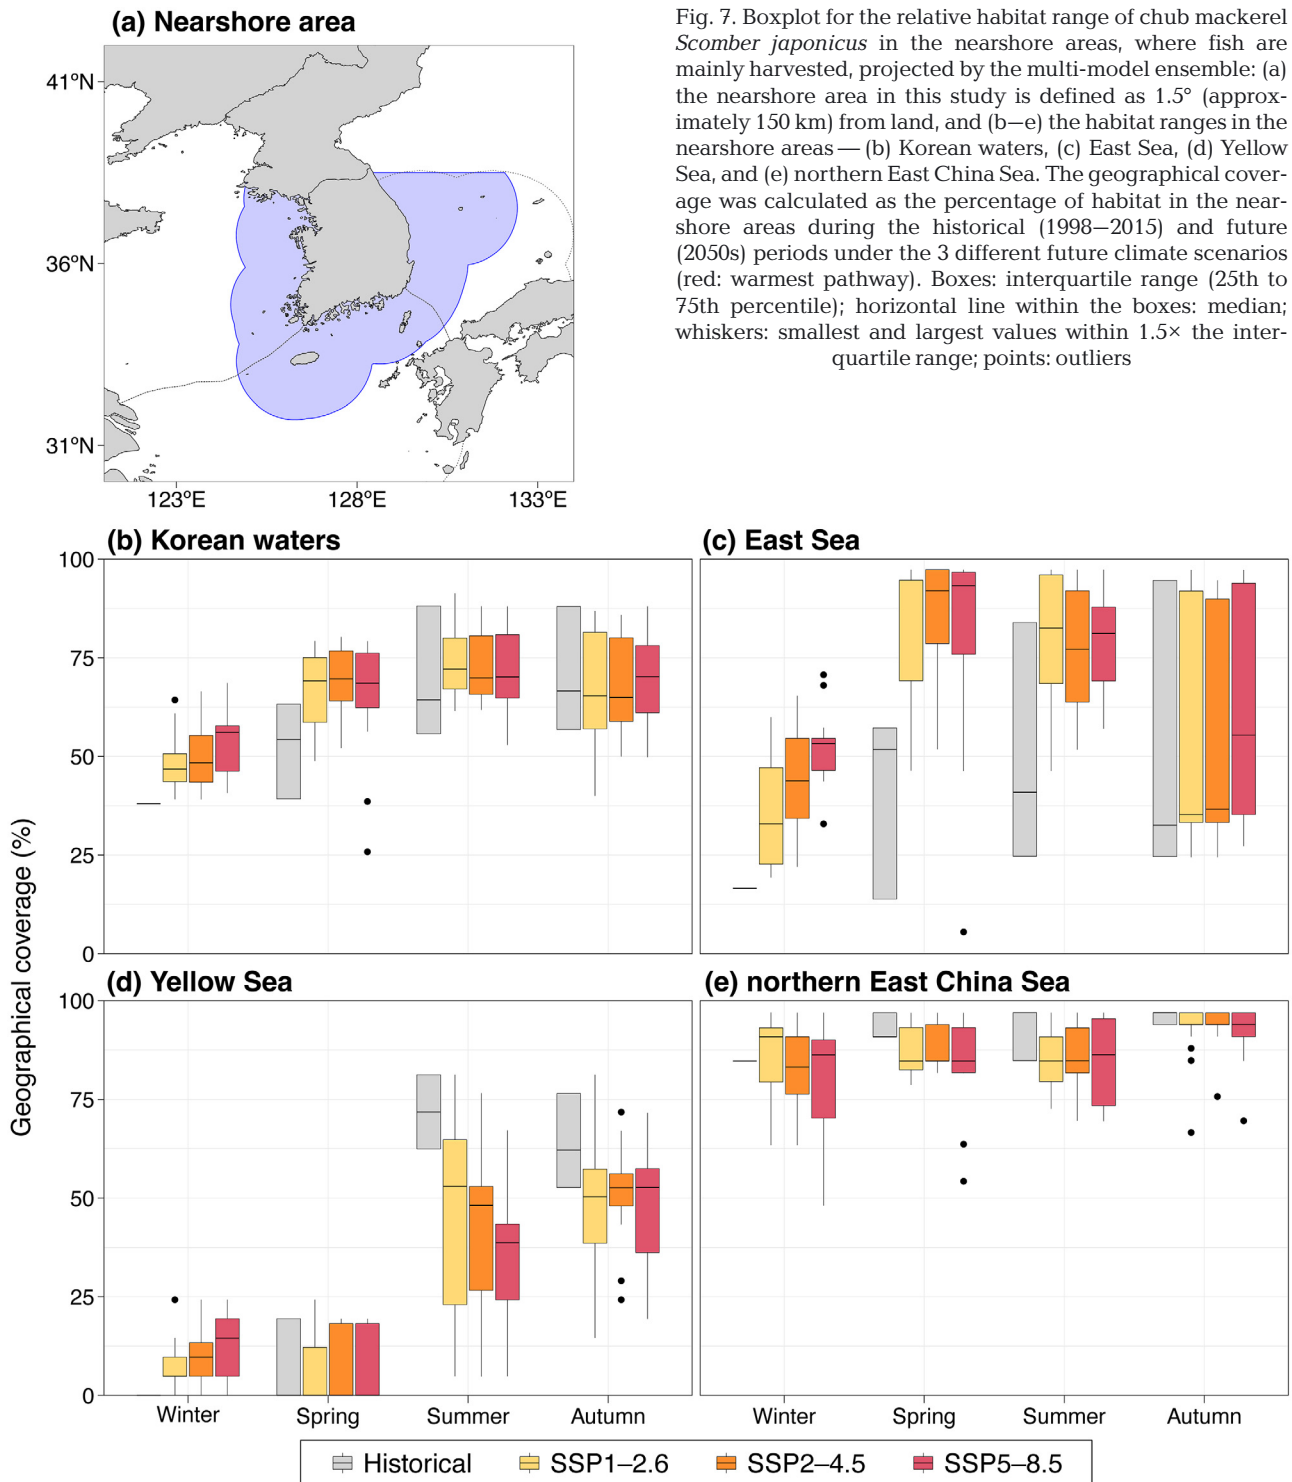 (a) Nearshore area
41°N
36°N
31°N
123°E
128°E
133°E
Fig. 7. Boxplot for the relative habitat range of chub mackerel
Scomber japonicus in the nearshore areas, where fish are
mainly harvested, projected by the multi-model ensemble: (a)
the nearshore area in this study is defined as 1.5° (approx-
imately 150 km) from land, and (b–e) the habitat ranges in the
nearshore areas — (b) Korean waters, (c) East Sea, (d) Yellow
Sea, and (e) northern East China Sea. The geographical cover-
age was calculated as the percentage of habitat in the near-
shore areas during the historical (1998–2015) and future
(2050s) periods under the 3 different future climate scenarios
(red: warmest pathway). Boxes: interquartile range (25th to
75th percentile); horizontal line within the boxes: median;
whiskers: smallest and largest values within 1.5× the inter-
quartile range; points: outliers
Geographical coverage (%)
(b) Korean waters
100
75
50
25
0
(c) East Sea
(d) Yellow Sea
100
75
50
25
0
Winter
Spring
Summer
Autumn
(e) northern East China Sea
Winter
Spring
Summer
Autumn
Historical
SSP1–2.6
SSP2–4.5
SSP5–8.5